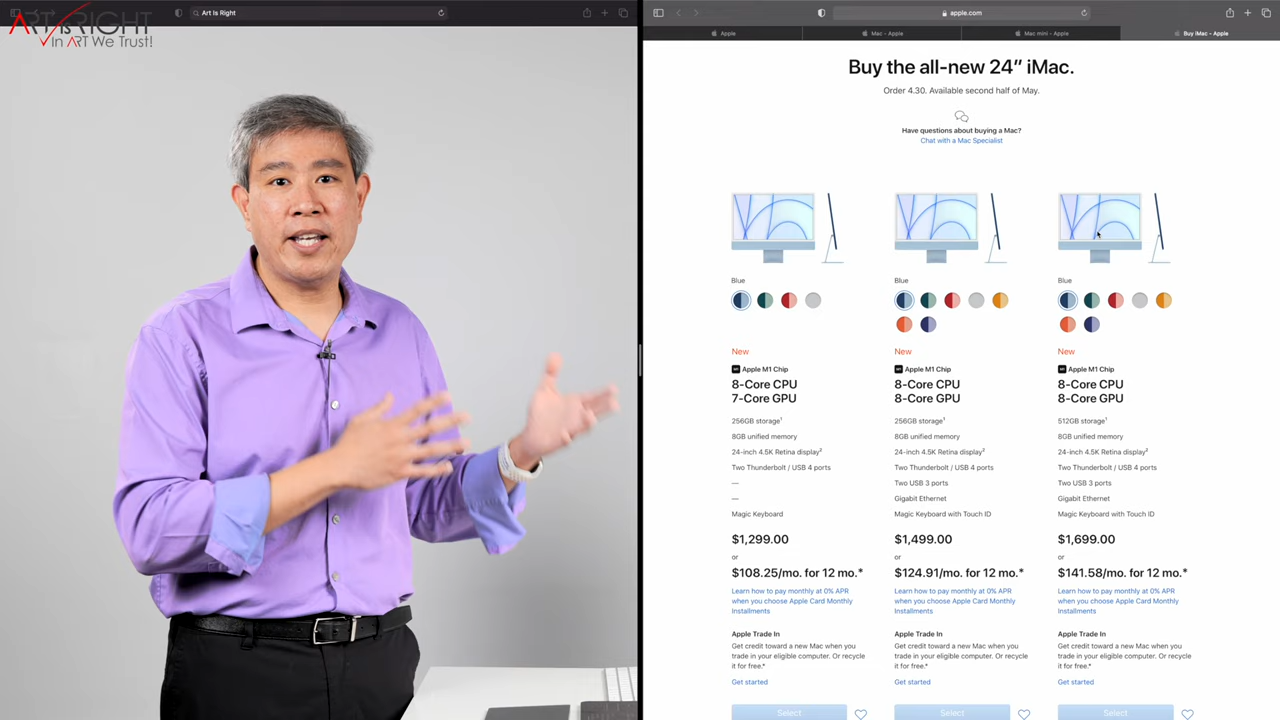 ART IS RIGHT
In ART We Trust!
Art Is Right
apple.com
Apple
Mac - Apple
Mac mini - Apple
Buy iMac - Apple
Buy the all-new 24″ iMac.
Order 4.30. Available second half of May.
Have questions about buying a Mac?
Chat with a Mac Specialist
Blue
New
Apple M1 Chip
8-Core CPU
7-Core GPU
256GB storage¹
8GB unified memory
24-inch 4.5K Retina display²
Two Thunderbolt / USB 4 ports
—
—
Magic Keyboard
$1,299.00
or
$108.25/mo. for 12 mo.*
Learn how to pay monthly at 0% APR
when you choose Apple Card Monthly
Installments
Apple Trade In
Get credit toward a new Mac when you
trade in your eligible computer. Or recycle
it for free.*
Get started
Select
Blue
New
Apple M1 Chip
8-Core CPU
8-Core GPU
256GB storage¹
8GB unified memory
24-inch 4.5K Retina display²
Two Thunderbolt / USB 4 ports
Two USB 3 ports
Gigabit Ethernet
Magic Keyboard with Touch ID
$1,499.00
or
$124.91/mo. for 12 mo.*
Learn how to pay monthly at 0% APR
when you choose Apple Card Monthly
Installments
Apple Trade In
Get credit toward a new Mac when you
trade in your eligible computer. Or recycle
it for free.*
Get started
Select
Blue
New
Apple M1 Chip
8-Core CPU
8-Core GPU
512GB storage¹
8GB unified memory
24-inch 4.5K Retina display²
Two Thunderbolt / USB 4 ports
Two USB 3 ports
Gigabit Ethernet
Magic Keyboard with Touch ID
$1,699.00
or
$141.58/mo. for 12 mo.*
Learn how to pay monthly at 0% APR
when you choose Apple Card Monthly
Installments
Apple Trade In
Get credit toward a new Mac when you
trade in your eligible computer. Or recycle
it for free.*
Get started
Select